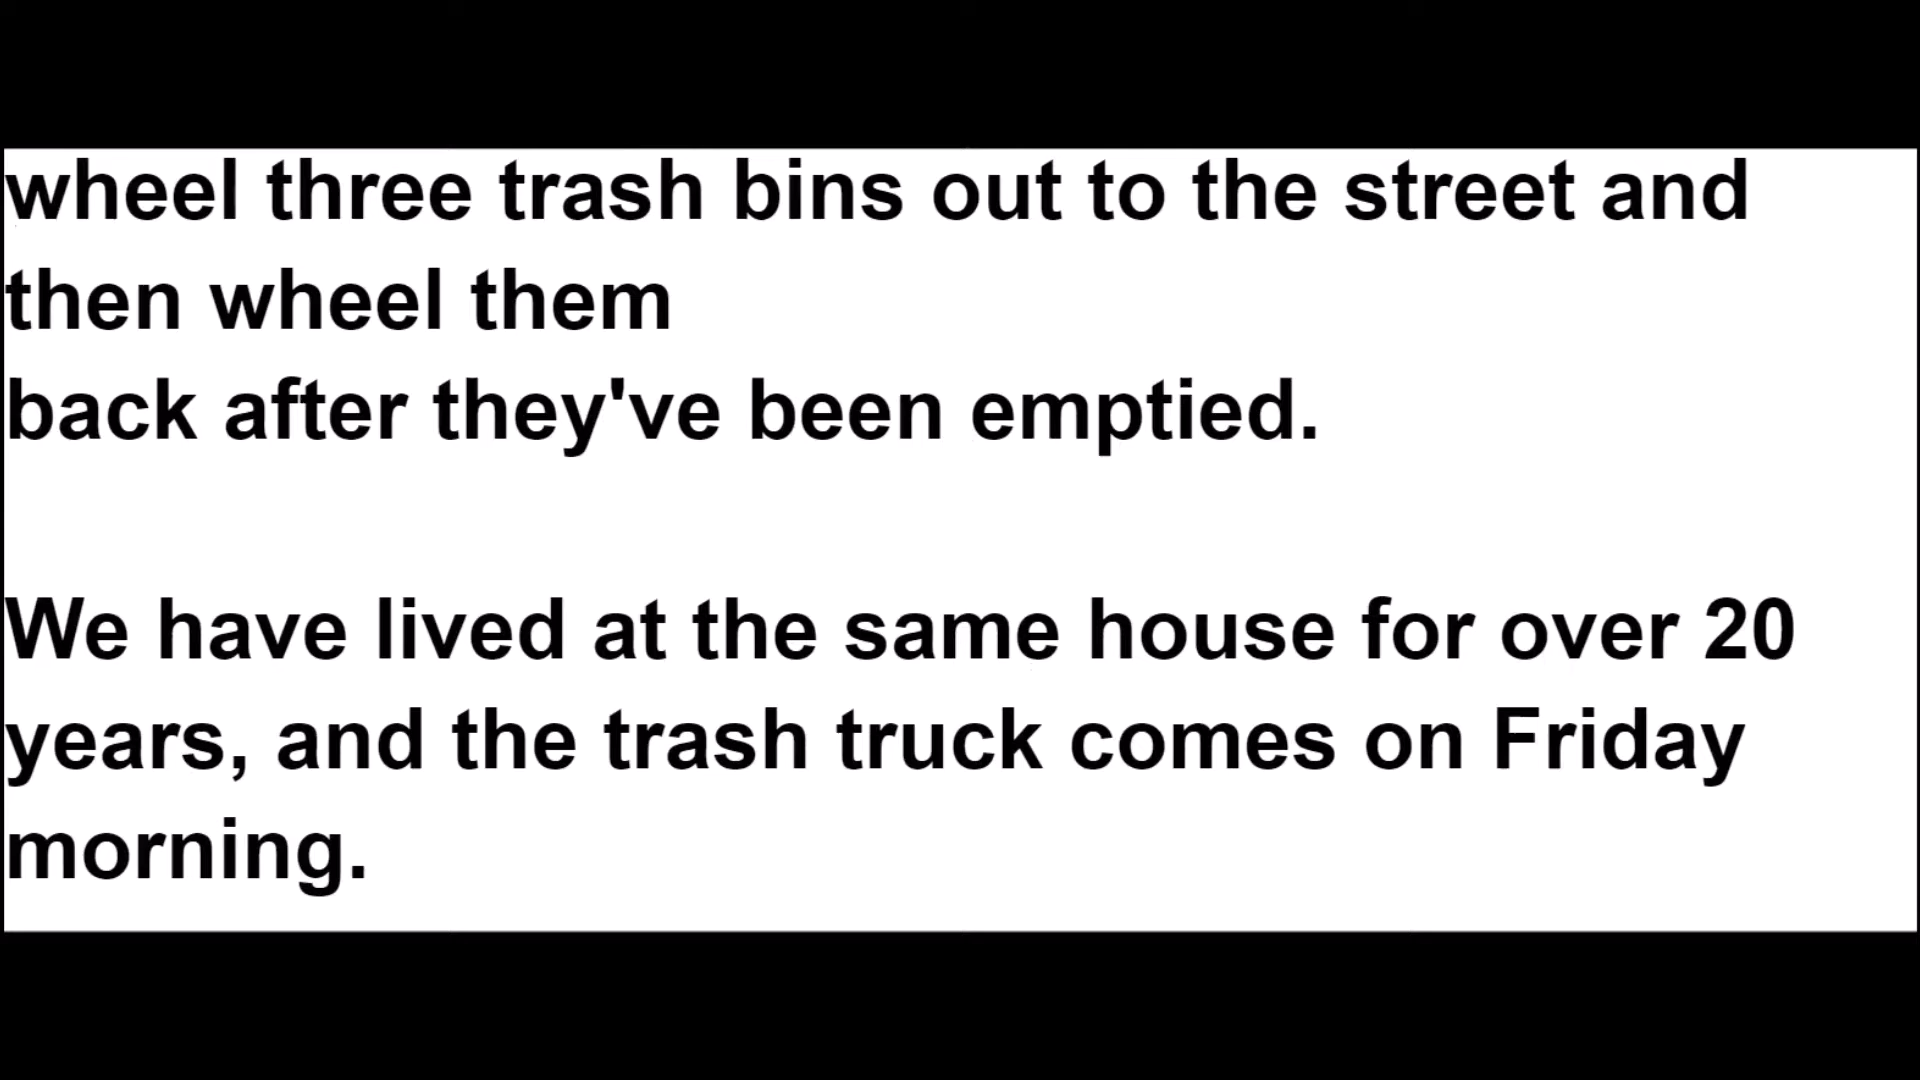 wheel three trash bins out to the street and
then wheel them
back after they've been emptied.
We have lived at the same house for over 20
years, and the trash truck comes on Friday
morning.